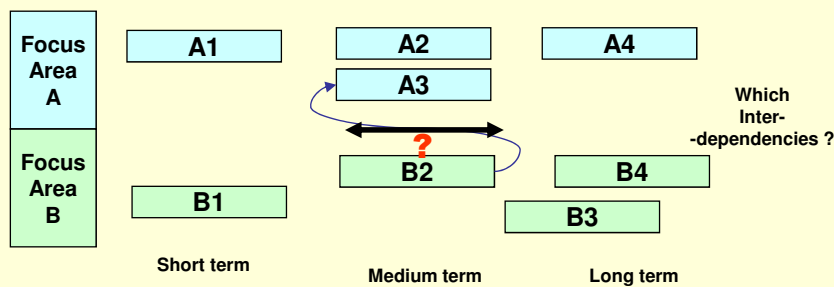 Focus
Area
A
A1
A2
A4
A3
Which
Inter-
-dependencies ?
?
Focus
Area
B
B2
B4
B1
B3
Short term
Medium term
Long term